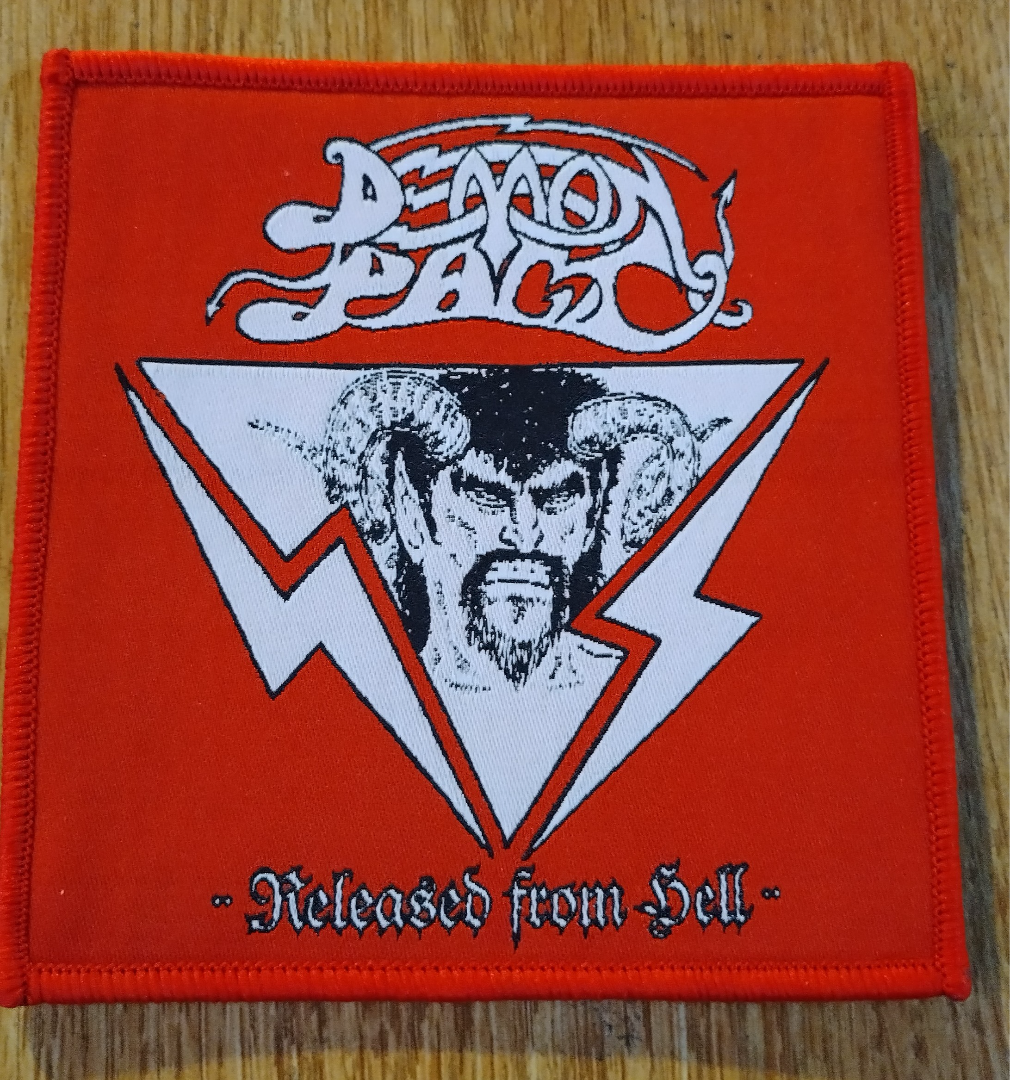 DEMON
PACT
- Released from Hell -